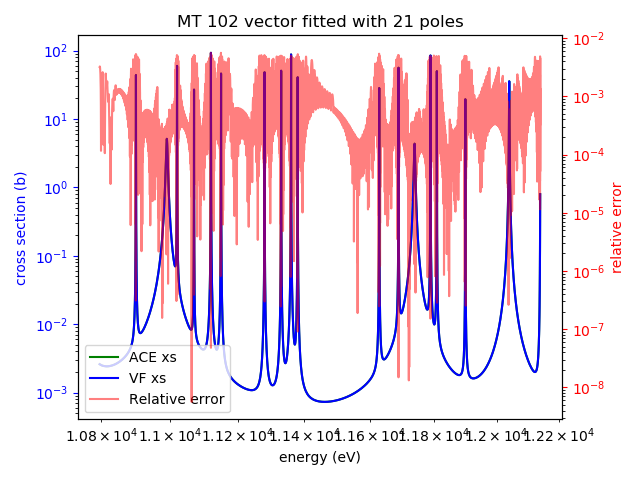 MT 102 vector fitted with 21 poles
10²
10¹
10⁰
10⁻¹
10⁻²
10⁻³
cross section (b)
10⁻²
10⁻³
10⁻⁴
10⁻⁵
10⁻⁶
10⁻⁷
10⁻⁸
relative error
ACE xs
VF xs
Relative error
1.08 × 10⁴ 1.1 × 10⁴ 1.12 × 10⁴ 1.14 × 10⁴ 1.16 × 10⁴ 1.18 × 10⁴ 1.2 × 10⁴ 1.22 × 10⁴
energy (eV)